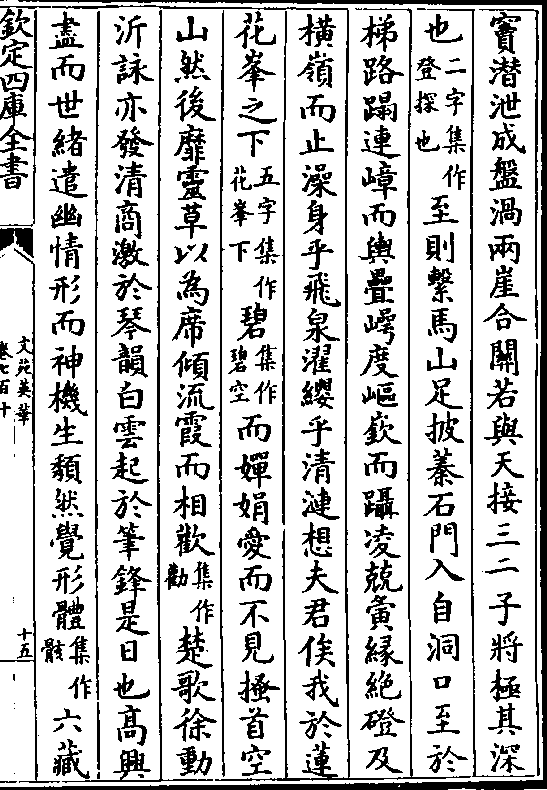 竇潜泄成盤渦兩崖合鬬若與天接三二子將極其深
也二字集作登探也至則繫馬山足披蓁石門入自洞口至於
梯路蹋連嶂而輿疊崿度嶇嶔而躡凌兢夤縁絶磴及
橫嶺而止澡身乎飛泉濯纓乎清漣想夫君俟我於蓮
花峯之下五字集作花峯下碧集作碧空而嬋娟愛而不見搔首空
山然後靡靈草以為席傾流霞而相歡集作勸楚歌徐動
沂詠亦發清商激於琴韻白雲起於筆鋒是日也髙興
盡而世緒遣幽情形而神機生頽然覺形體集作骸六藏
欽定四庫全書
文苑英華
卷七百十
十五